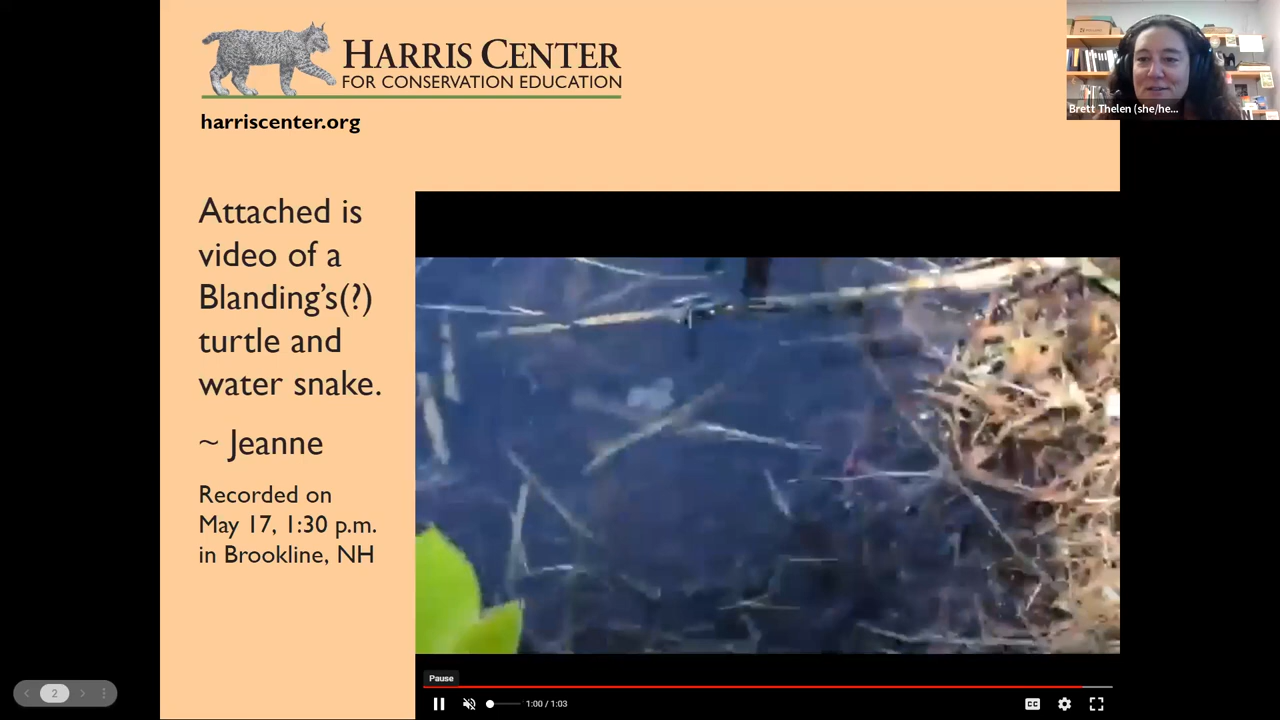 HARRIS CENTER
FOR CONSERVATION EDUCATION
harriscenter.org
Brett Thelen (she/he...
Attached is
video of a
Blanding's(?)
turtle and
water snake.
~ Jeanne
Recorded on
May 17, 1:30 p.m.
in Brookline, NH
Pause
1:00 / 1:03
CC
2